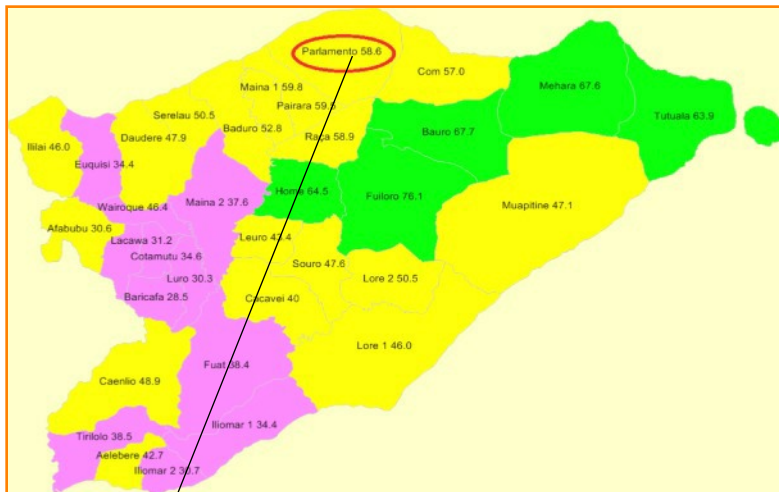 Parlamento 58.6
Com 57.0
Maina 1 59.8
Mehara 67.6
Pairara 59.5
Serelau 50.5
Tutuala 63.9
Baduro 52.8
Daudere 47.9
Raça 58.9
Bauro 67.7
Ililai 46.0
Euquisi 34.4
Home 64.5
Fuiloro 76.1
Maina 2 37.6
Wairoque 46.4
Muapitine 47.1
Afabubu 30.6
Leuro 43.4
Lacawa 31.2
Cotamutu 34.6
Souro 47.6
Luro 30.3
Lore 2 50.5
Baricafa 28.5
Cacavei 40
Lore 1 46.0
Fuat 38.4
Caenlio 48.9
Iliomar 1 34.4
Tirilolo 38.5
Aelebere 42.7
Iliomar 2 30.7